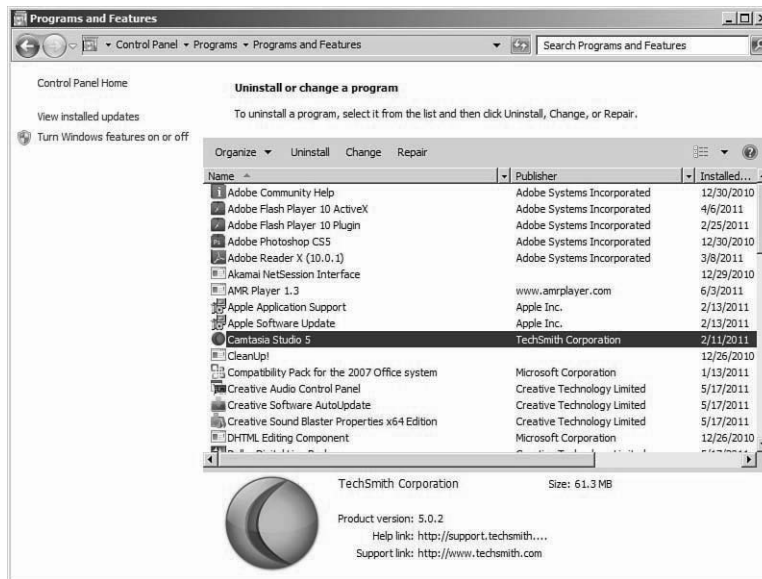 Programs and Features
Control Panel Programs Programs and Features
Search Programs and Features
Control Panel Home
View installed updates
Turn Windows features on or off
Uninstall or change a program
To uninstall a program, select it from the list and then click Uninstall, Change, or Repair.
Organize Uninstall Change Repair
Name Publisher Installed...
Adobe Community Help Adobe Systems Incorporated 12/30/2010
Adobe Flash Player 10 ActiveX Adobe Systems Incorporated 4/6/2011
Adobe Flash Player 10 Plugin Adobe Systems Incorporated 2/25/2011
Adobe Photoshop CS5 Adobe Systems Incorporated 12/30/2010
Adobe Reader X (10.0.1) Adobe Systems Incorporated 3/8/2011
Akamai NetSession Interface 12/29/2010
AMR Player 1.3 www.amrplayer.com 6/3/2011
Apple Application Support Apple Inc. 2/13/2011
Apple Software Update Apple Inc. 2/13/2011
Camtasia Studio 5 TechSmith Corporation 2/11/2011
CleanUp! 12/26/2010
Compatibility Pack for the 2007 Office system Microsoft Corporation 1/13/2011
Creative Audio Control Panel Creative Technology Limited 5/17/2011
Creative Software AutoUpdate Creative Technology Limited 5/17/2011
Creative Sound Blaster Properties x64 Edition Creative Technology Limited 5/17/2011
DHTML Editing Component Microsoft Corporation 12/26/2010
TechSmith Corporation Size: 61.3 MB
Product version: 5.0.2
Help link: http://support.techsmith....
Support link: http://www.techsmith.com